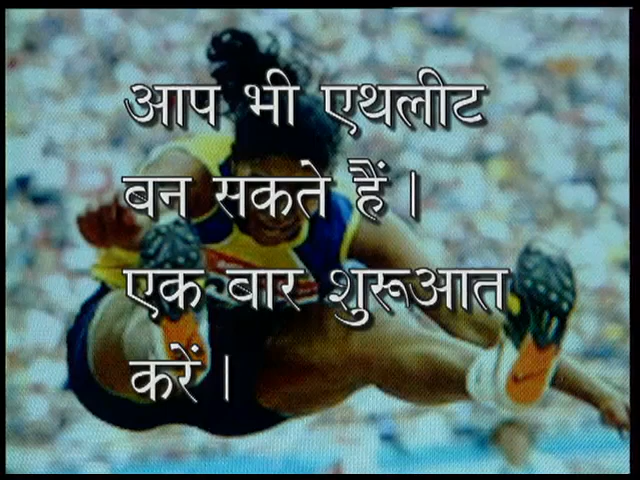 आप भी एथलीट
बन सकते हैं।
एक बार शुरूआत
करें।